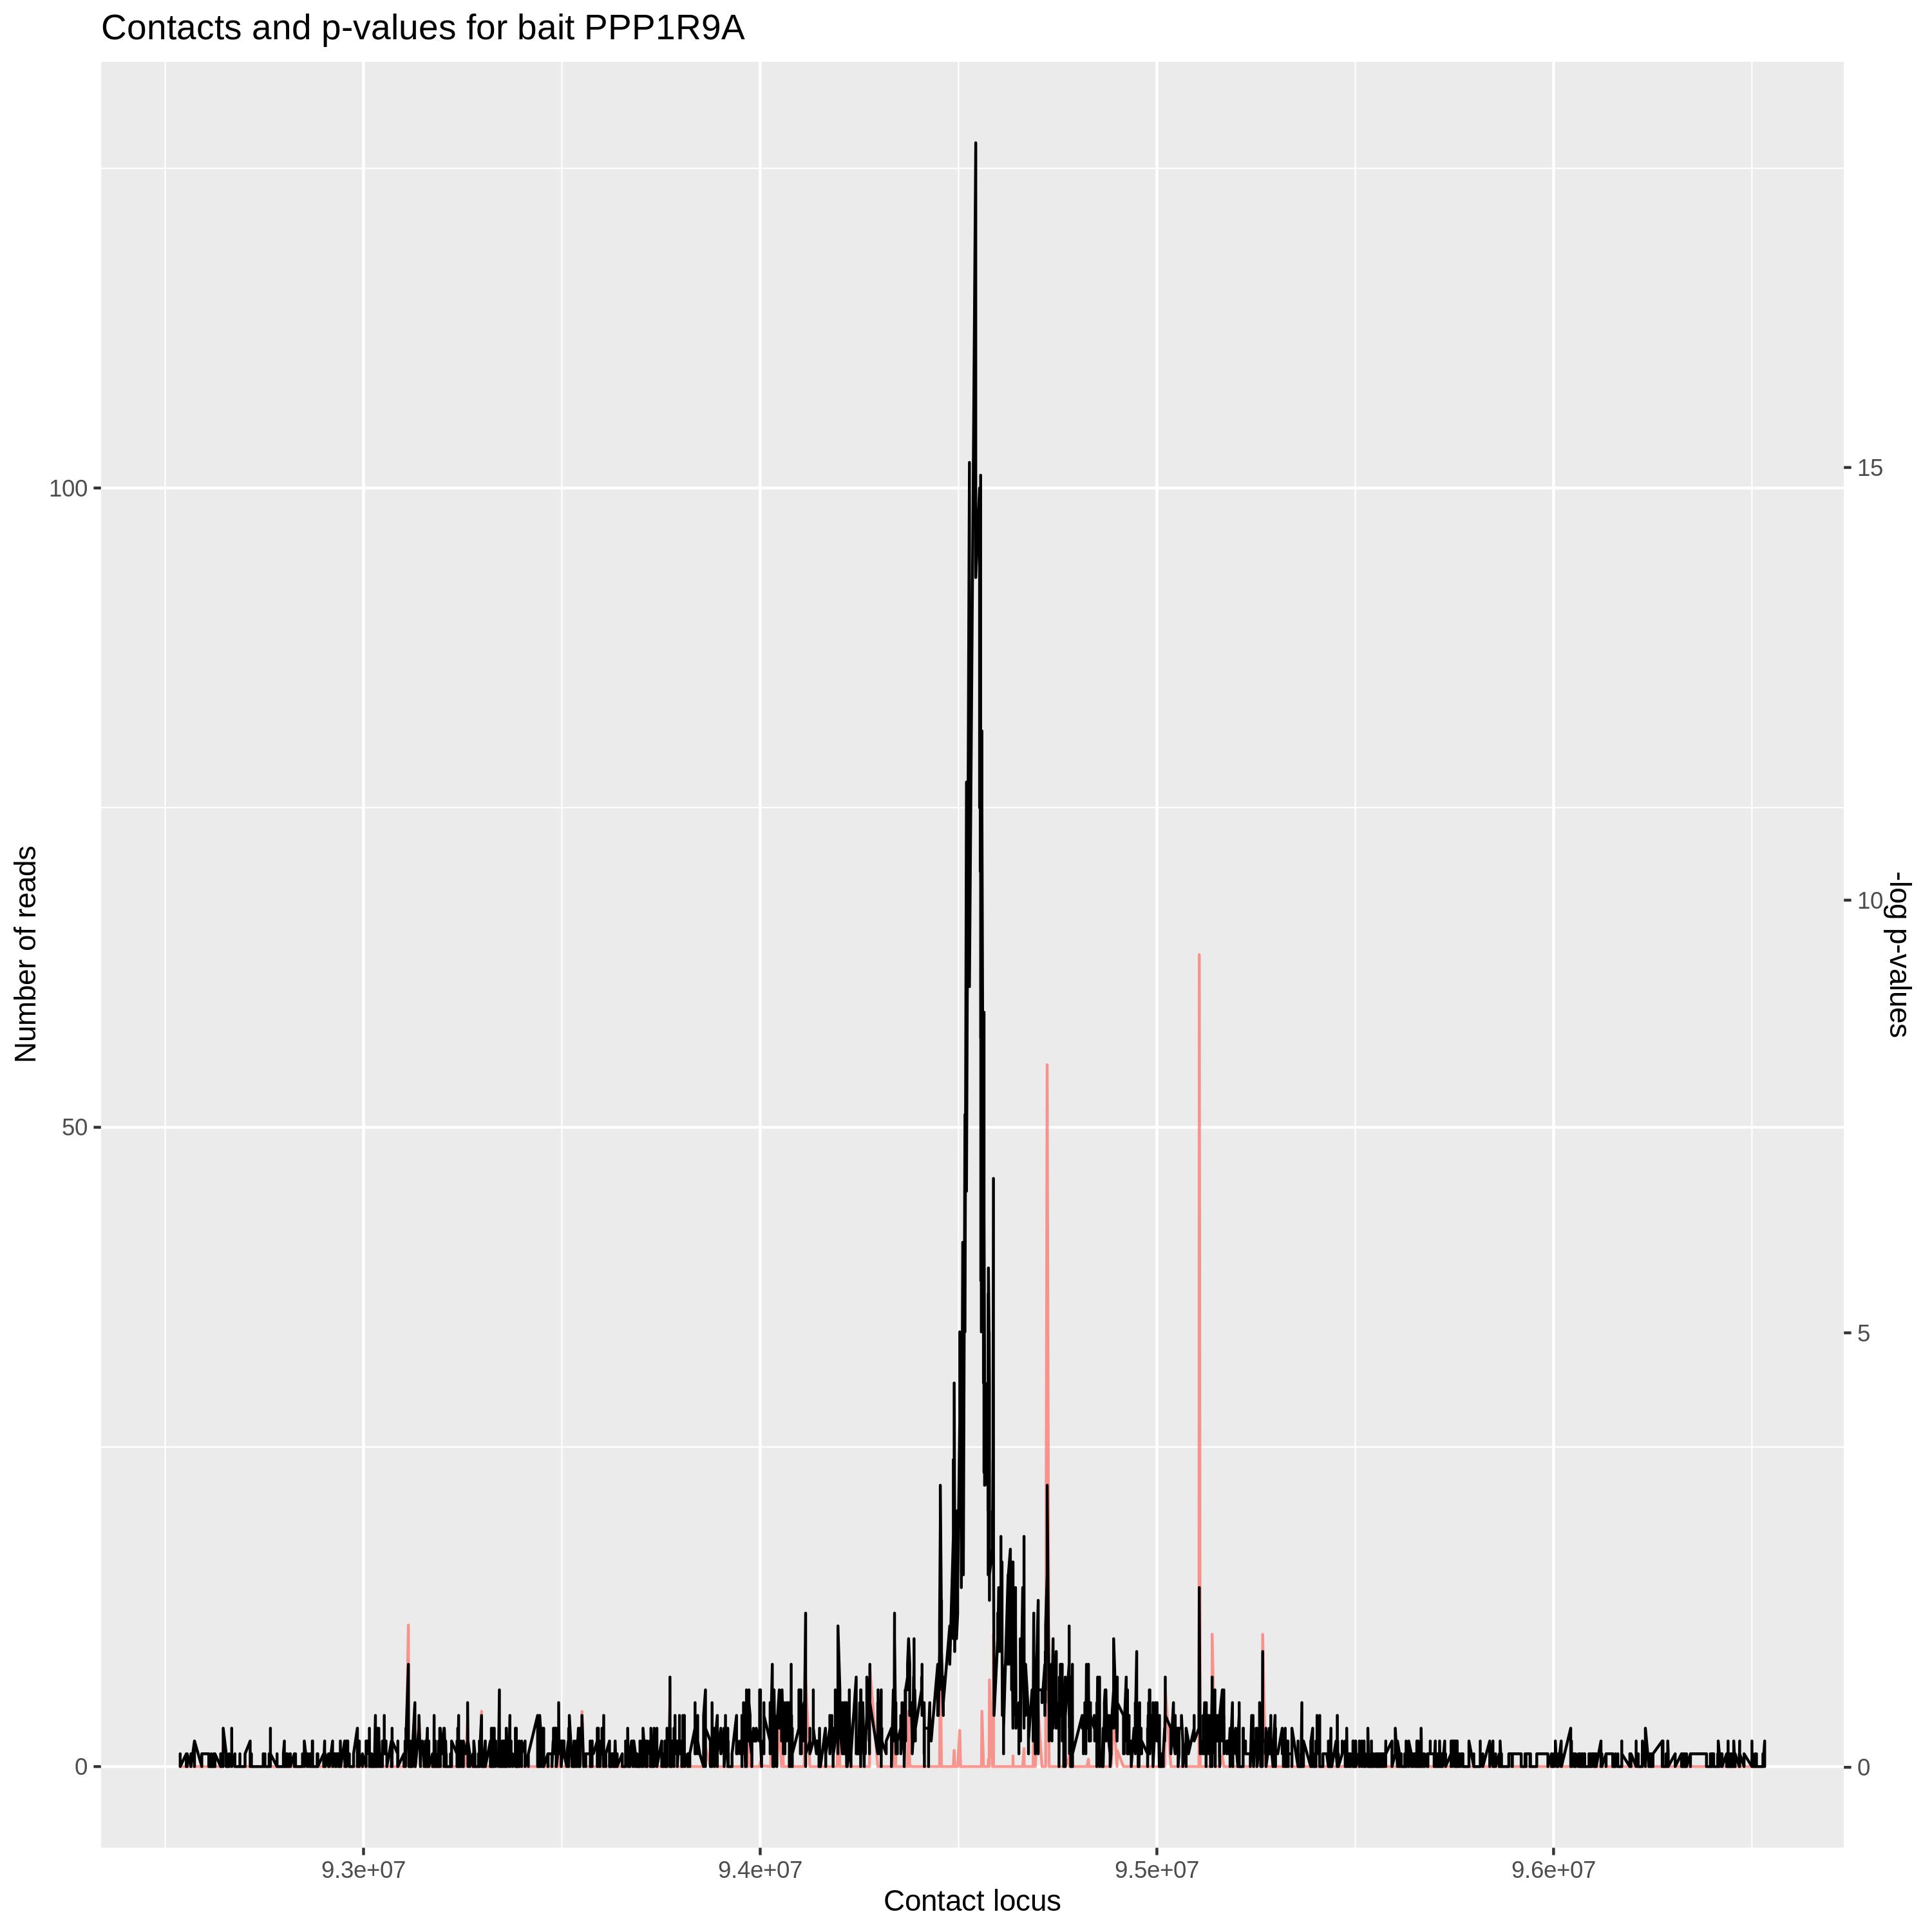 Contacts and p-values for bait PPP1R9A
100
50
0
Number of reads
15
10
5
0
-log p-values
9.3e+07
9.4e+07
9.5e+07
9.6e+07
Contact locus